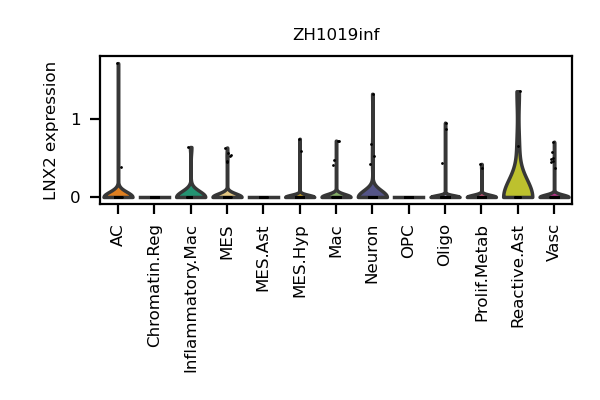 ZH1019inf
LNX2 expression
1
0
AC
Chromatin.Reg
Inflammatory.Mac
MES
MES.Ast
MES.Hyp
Mac
Neuron
OPC
Oligo
Prolif.Metab
Reactive.Ast
Vasc